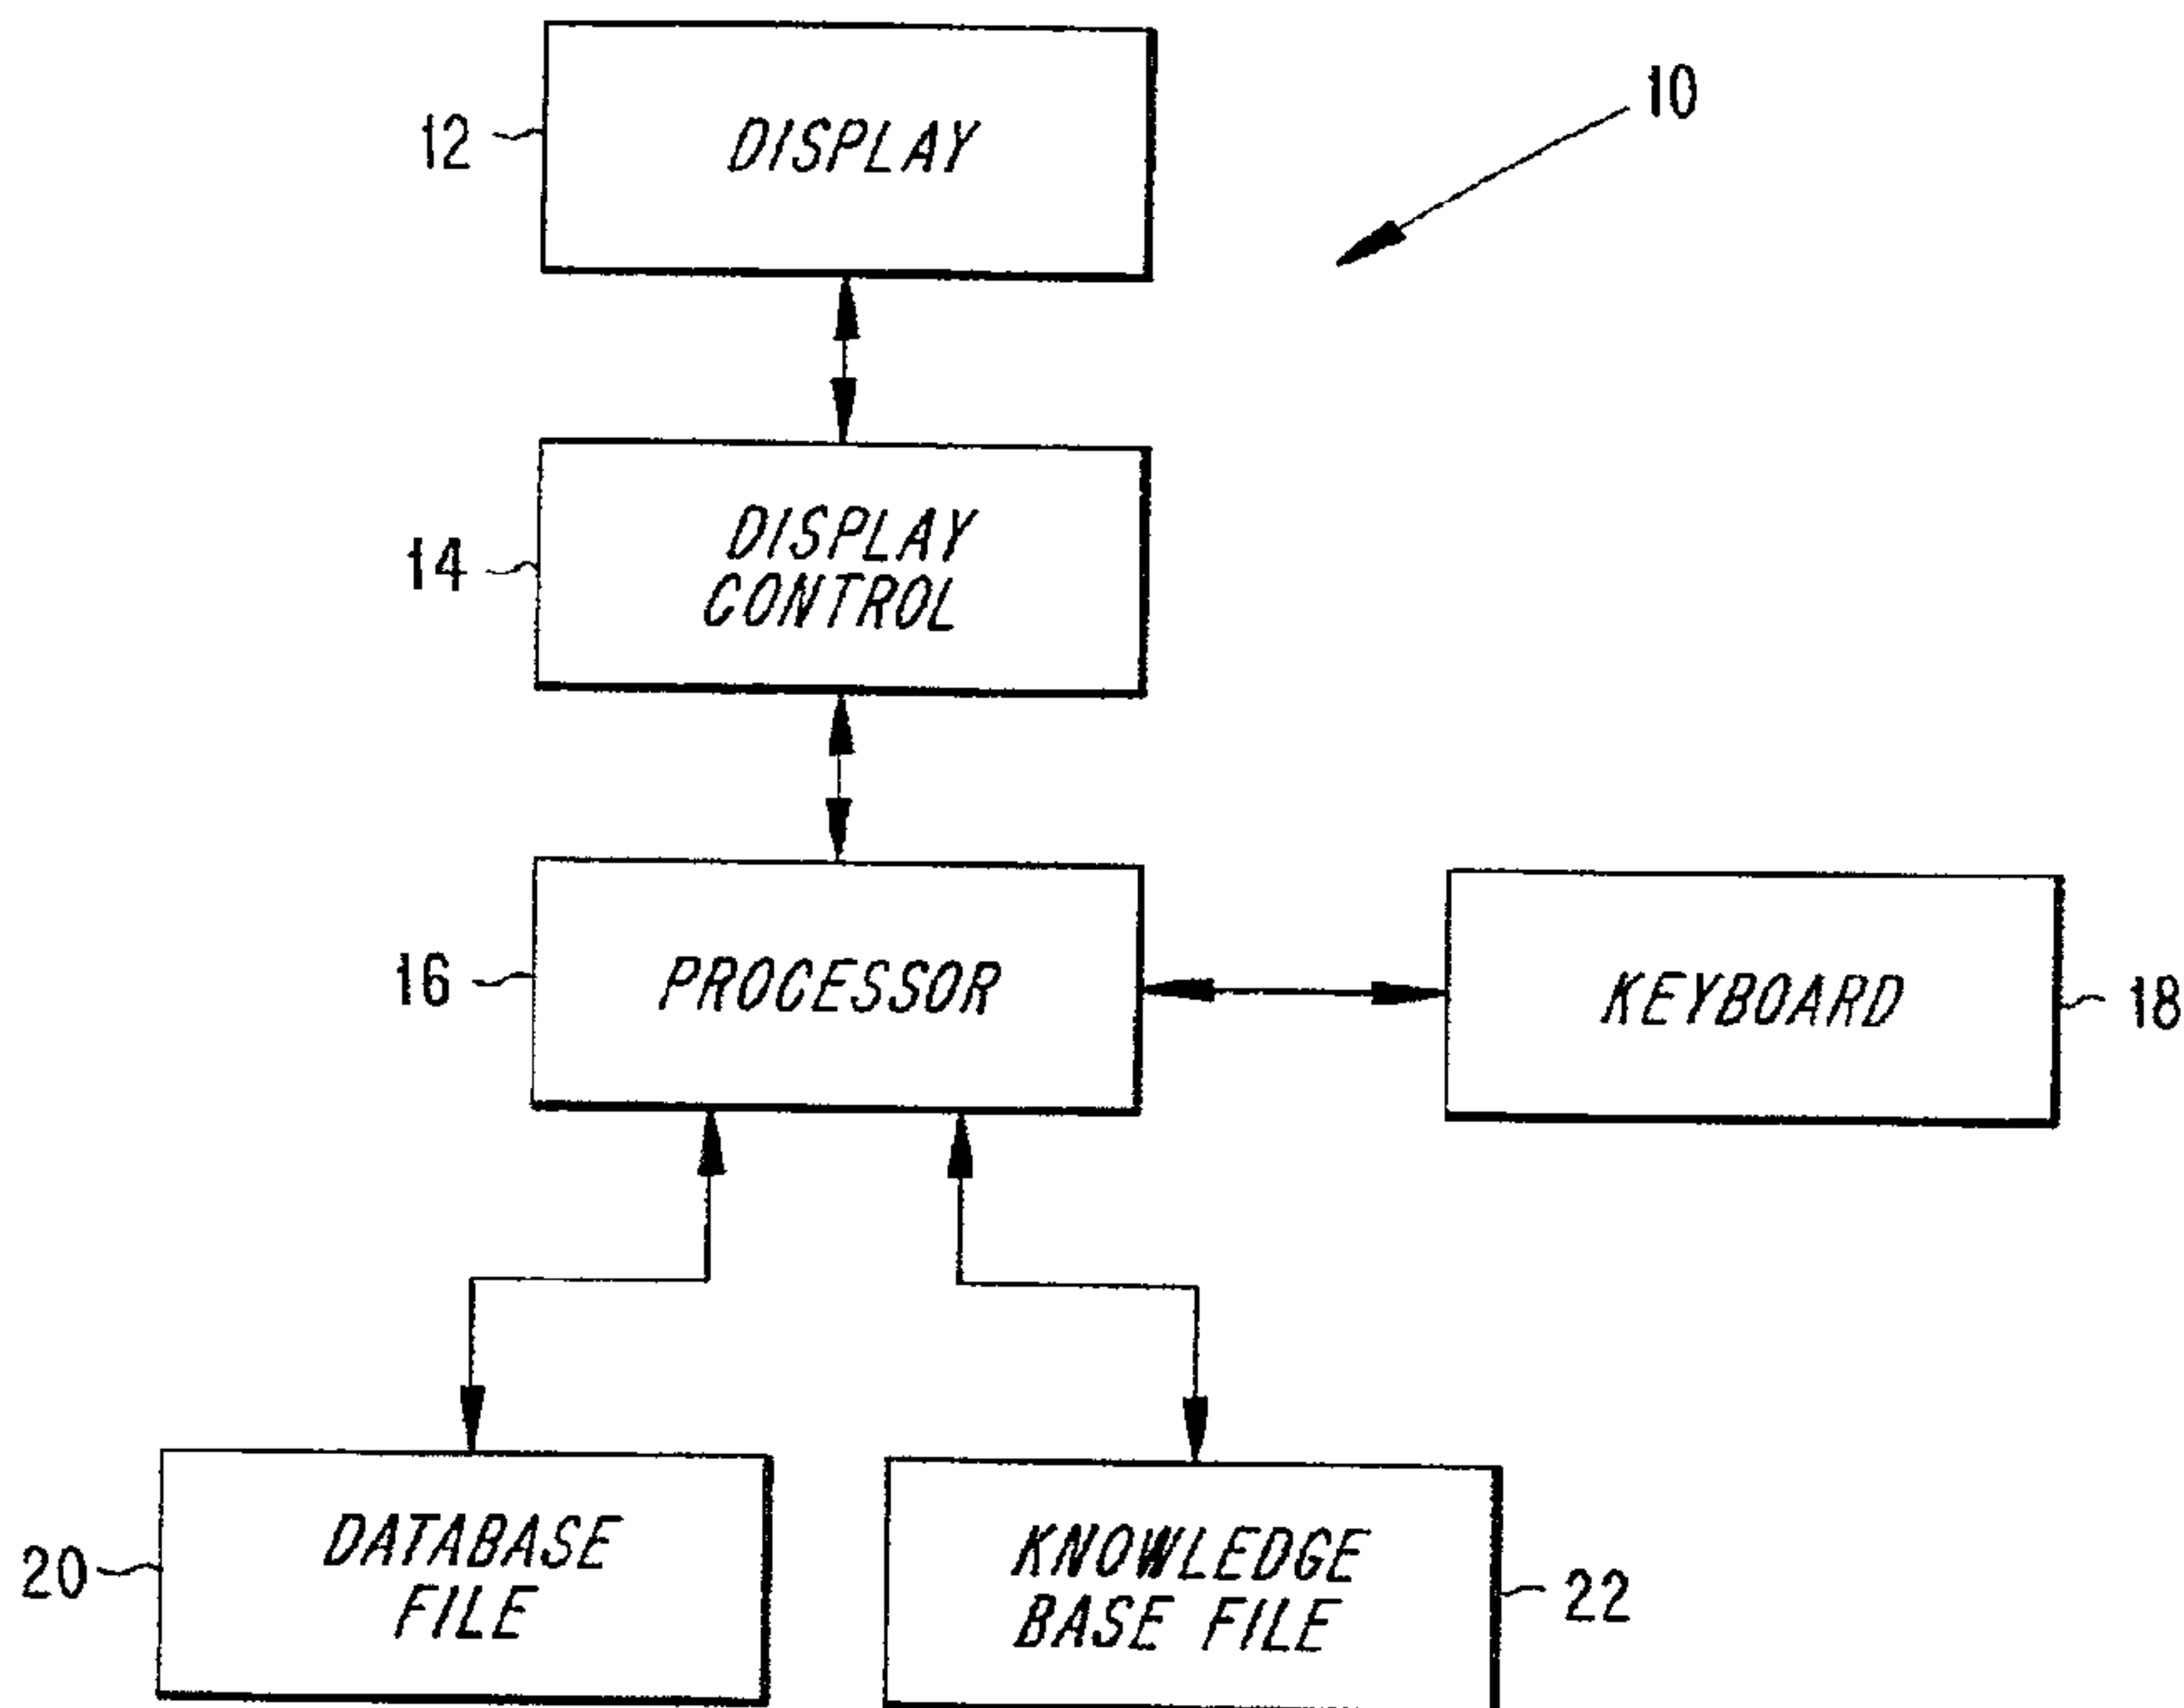 10
12
DISPLAY
14
DISPLAY
CONTROL
16
PROCESSOR
KEYBOARD
18
20
DATABASE
FILE
KNOWLEDGE
BASE FILE
22